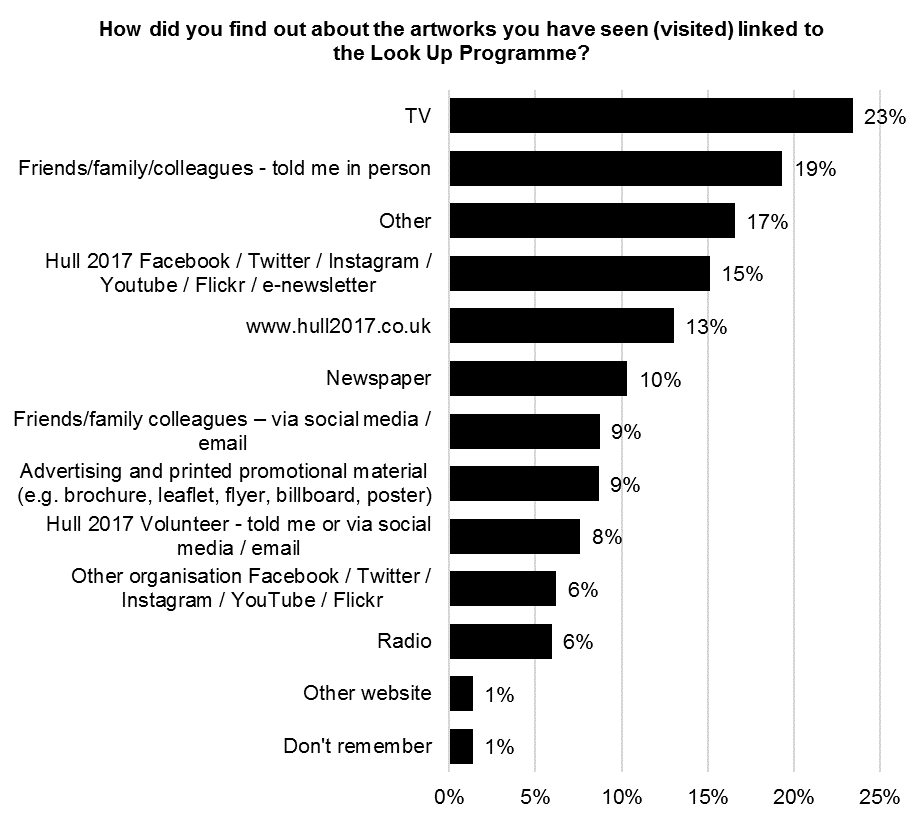 How did you find out about the artworks you have seen (visited) linked to
the Look Up Programme?
TV
23%
Friends/family/colleagues - told me in person
19%
Other
17%
Hull 2017 Facebook / Twitter / Instagram /
Youtube / Flickr / e-newsletter
15%
www.hull2017.co.uk
13%
Newspaper
10%
Friends/family colleagues – via social media /
email
9%
Advertising and printed promotional material
(e.g. brochure, leaflet, flyer, billboard, poster)
9%
Hull 2017 Volunteer - told me or via social
media / email
8%
Other organisation Facebook / Twitter /
Instagram / YouTube / Flickr
6%
Radio
6%
Other website
1%
Don't remember
1%
0% 5% 10% 15% 20% 25%